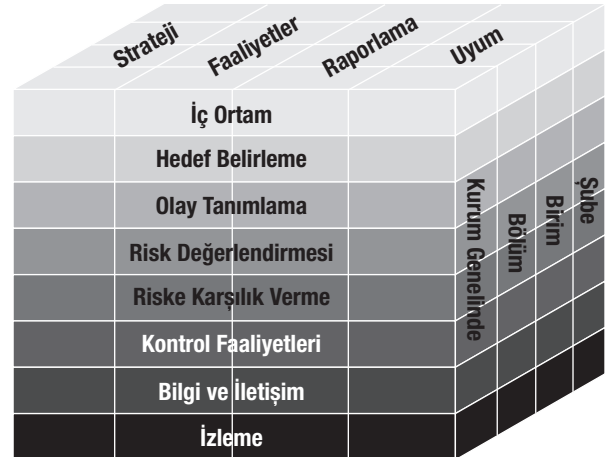 Strateji
Faaliyetler
Raporlama
Uyum
İç Ortam
Hedef Belirleme
Olay Tanımlama
Risk Değerlendirmesi
Riske Karşılık Verme
Kontrol Faaliyetleri
Bilgi ve İletişim
İzleme
Kurum Genelinde
Bölüm
Birim
Şube